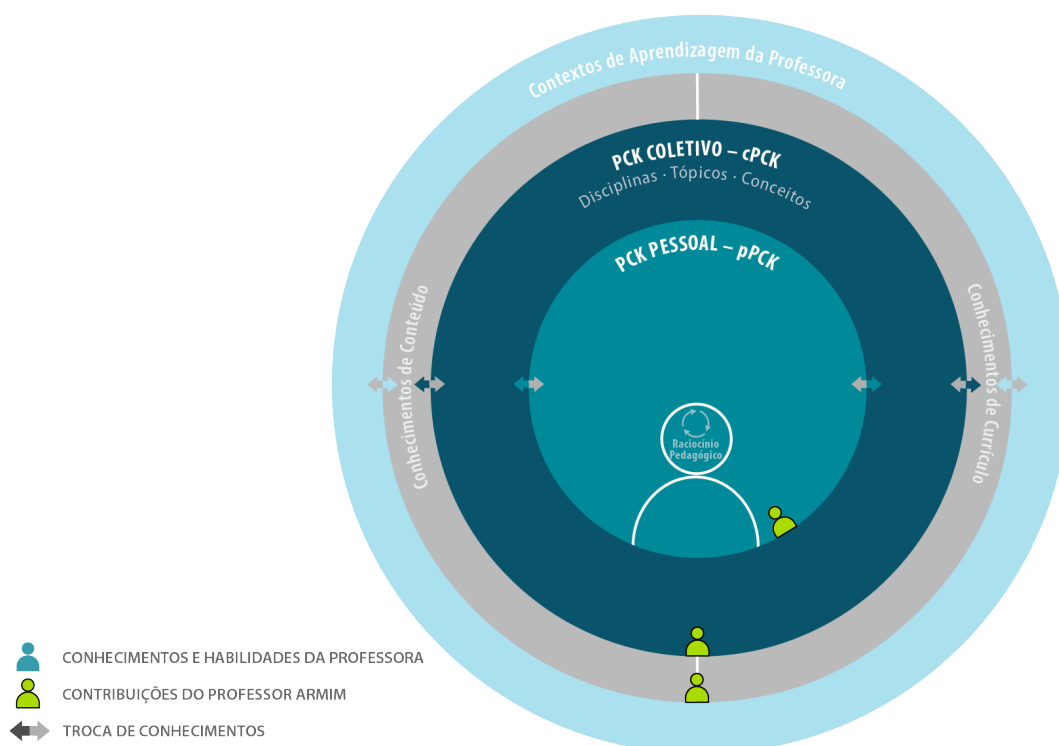 Contextos de Aprendizagem da Professora
PCK COLETIVO – cPCK
Disciplinas · Tópicos · Conceitos
PCK PESSOAL – pPCK
Conhecimentos de Conteúdo
Conhecimentos de Currículo
Raciocínio
Pedagógico
CONHECIMENTOS E HABILIDADES DA PROFESSORA
CONTRIBUIÇÕES DO PROFESSOR ARMIM
TROCA DE CONHECIMENTOS